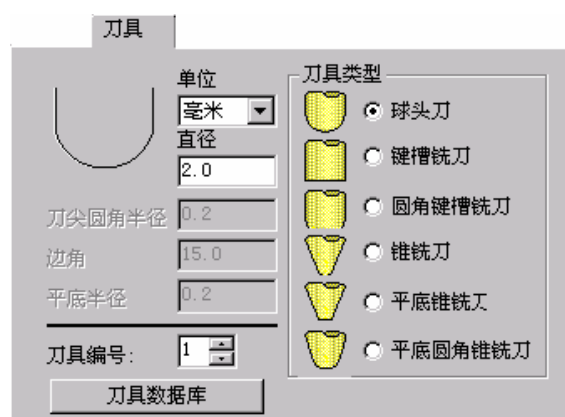 刀具
单位
毫米
直径
2.0
刀尖圆角半径 0.2
边角 15.0
平底半径 0.2
刀具编号: 1
刀具数据库
刀具类型
球头刀
键槽铣刀
圆角键槽铣刀
锥铣刀
平底锥铣刀
平底圆角锥铣刀